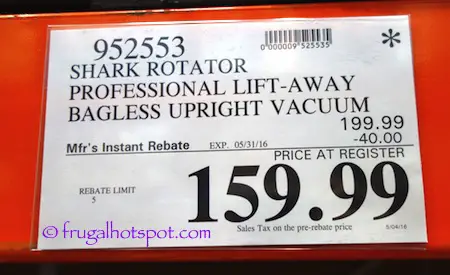 952553
0000009525535
*
SHARK ROTATOR
PROFESSIONAL LIFT-AWAY
BAGLESS UPRIGHT VACUUM
199.99
Mfr's Instant Rebate EXP. 05/31/16 -40.00
PRICE AT REGISTER
REBATE LIMIT
5
159.99
Sales Tax on the pre-rebate price
5/04/16
© frugalhotspot.com